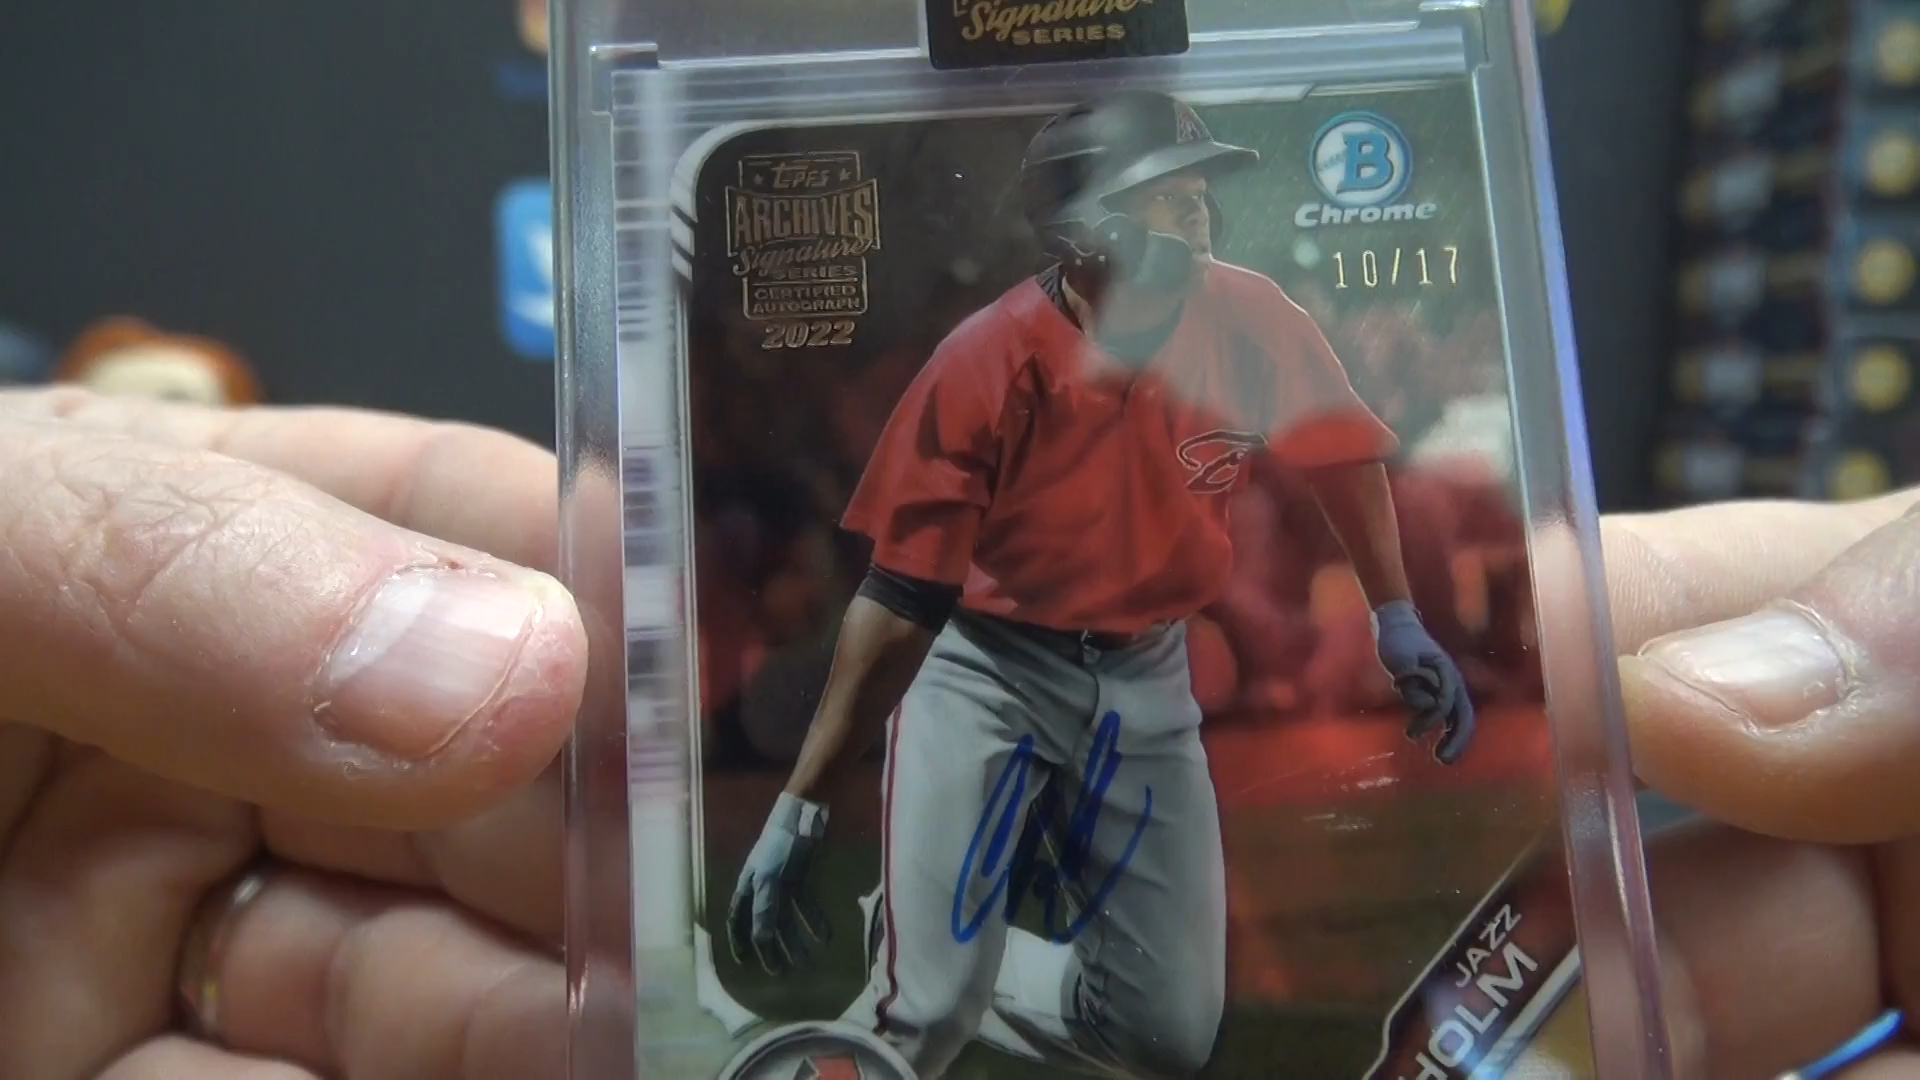 Signature
SERIES
TOPPS
ARCHIVES
Signature
SERIES
CERTIFIED
AUTOGRAPH
2022
B
Chrome
10/17
JAZZ
HOLM